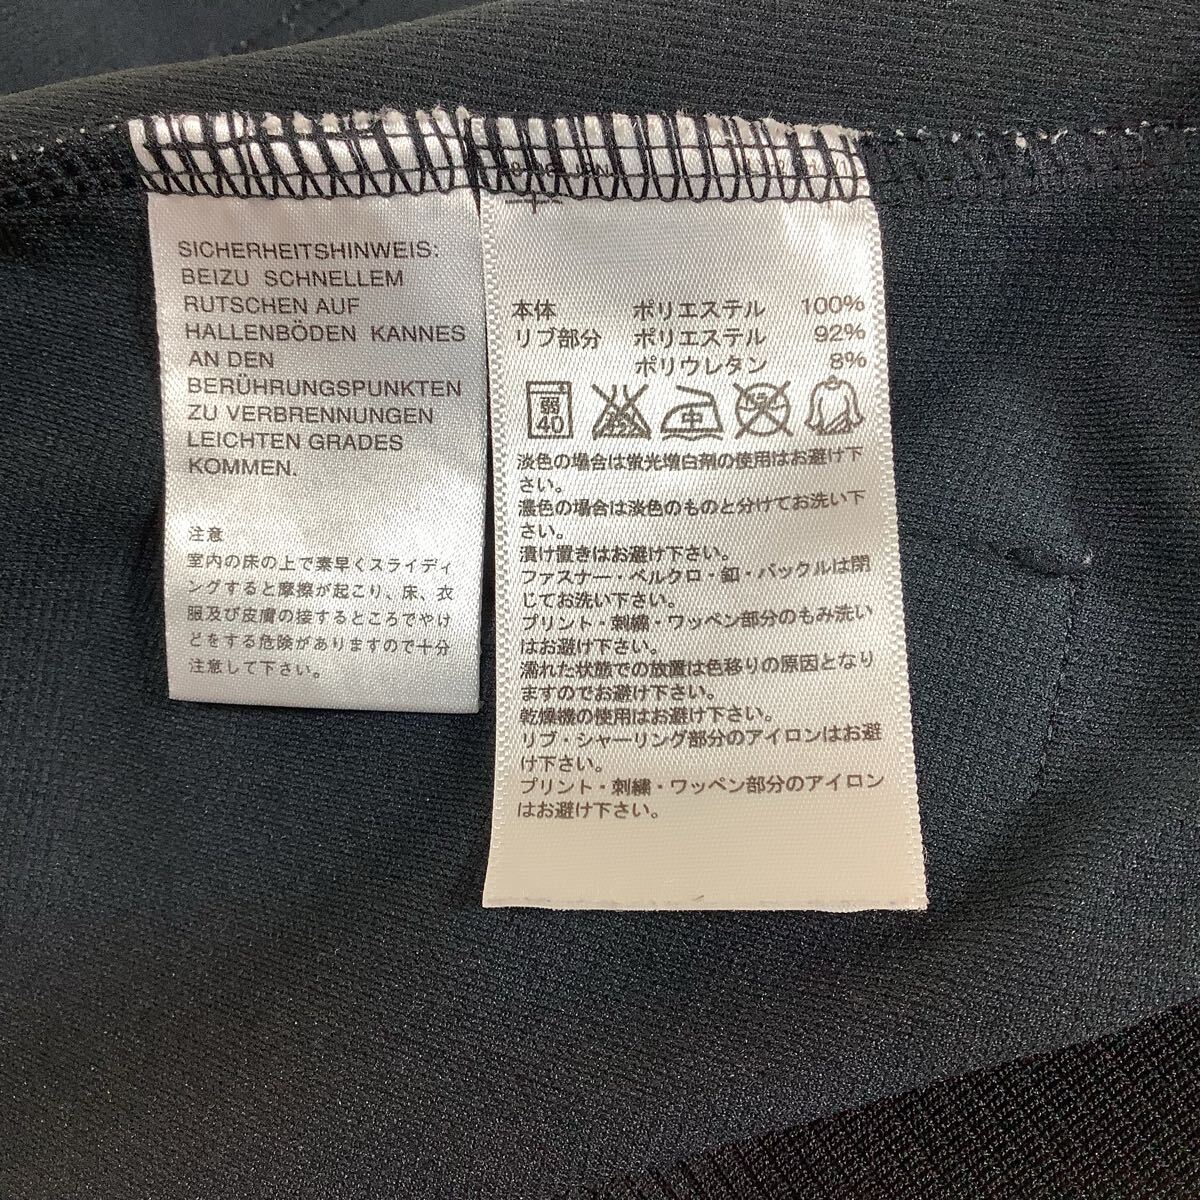 SICHERHEITSHINWEIS:
BEIZU SCHNELLEM
RUTSCHEN AUF
HALLENBÖDEN KANNES
AN DEN
BERÜHRUNGSPUNKTEN
ZU VERBRENNUNGEN
LEICHTEN GRADES
KOMMEN.
注意
室内の床の上で素早くスライディ
ングすると摩擦が起こり、床、衣
服及び皮膚の接するところでやけ
どをする危険がありますので十分
注意して下さい。
本体 ポリエステル 100%
リブ部分 ポリエステル 92%
ポリウレタン 8%
弱
40
中
淡色の場合は蛍光増白剤の使用はお避け下
さい。
濃色の場合は淡色のものと分けてお洗い下
さい。
漬け置きはお避け下さい。
ファスナー・ベルクロ・釦・バックルは閉
じてお洗い下さい。
プリント・刺繍・ワッペン部分のもみ洗い
はお避け下さい。
濡れた状態での放置は色移りの原因となり
ますのでお避け下さい。
乾燥機の使用はお避け下さい。
リブ・シャーリング部分のアイロンはお避
け下さい。
プリント・刺繍・ワッペン部分のアイロン
はお避け下さい。